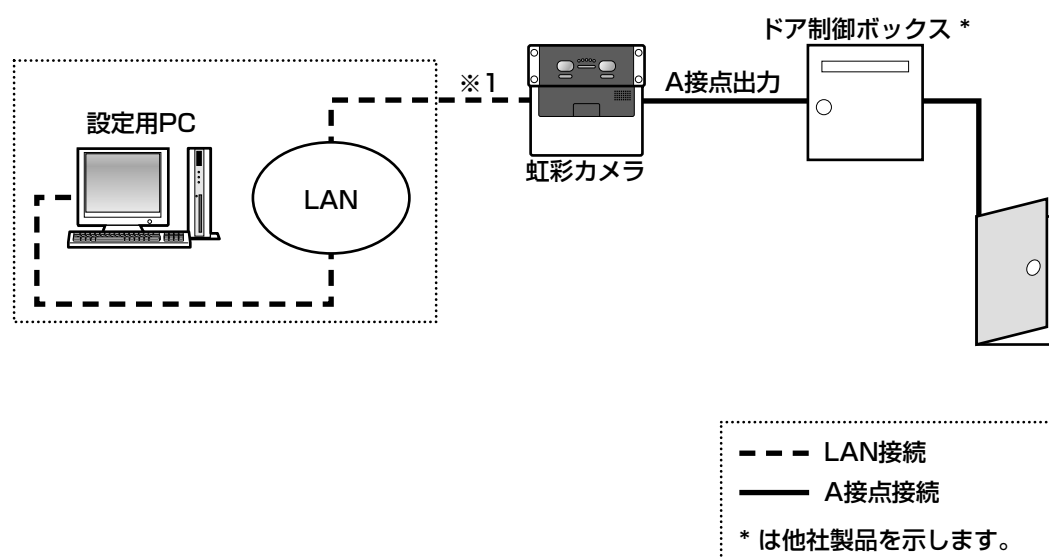 ドア制御ボックス *
※1
A接点出力
設定用PC
虹彩カメラ
LAN
LAN接続
A接点接続
* は他社製品を示します。